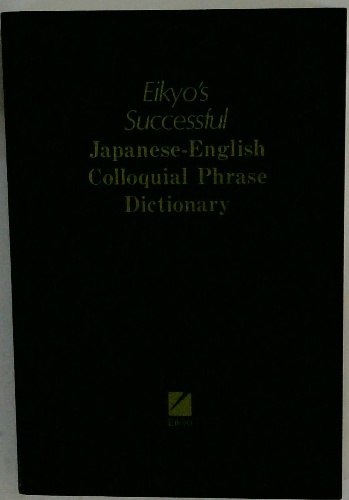 Eikyo's
Successful
Japanese-English
Colloquial Phrase
Dictionary